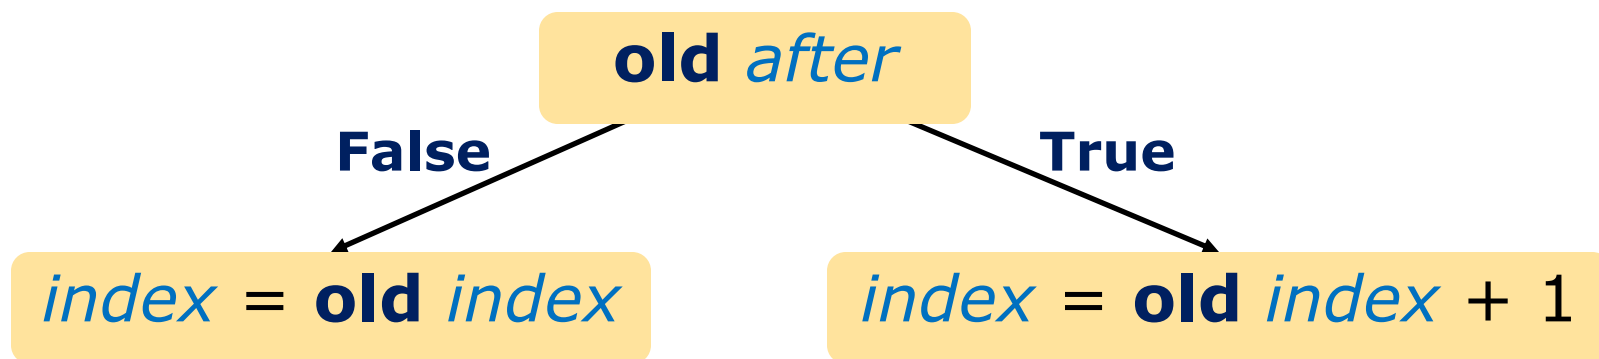 old after
False True
index = old index
index = old index + 1